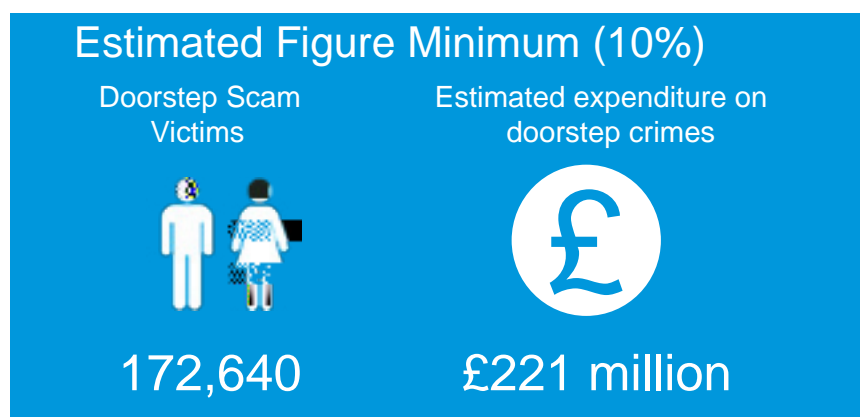 Estimated Figure Minimum (10%)
Doorstep Scam
Victims
Estimated expenditure on
doorstep crimes
£
172,640
£221 million